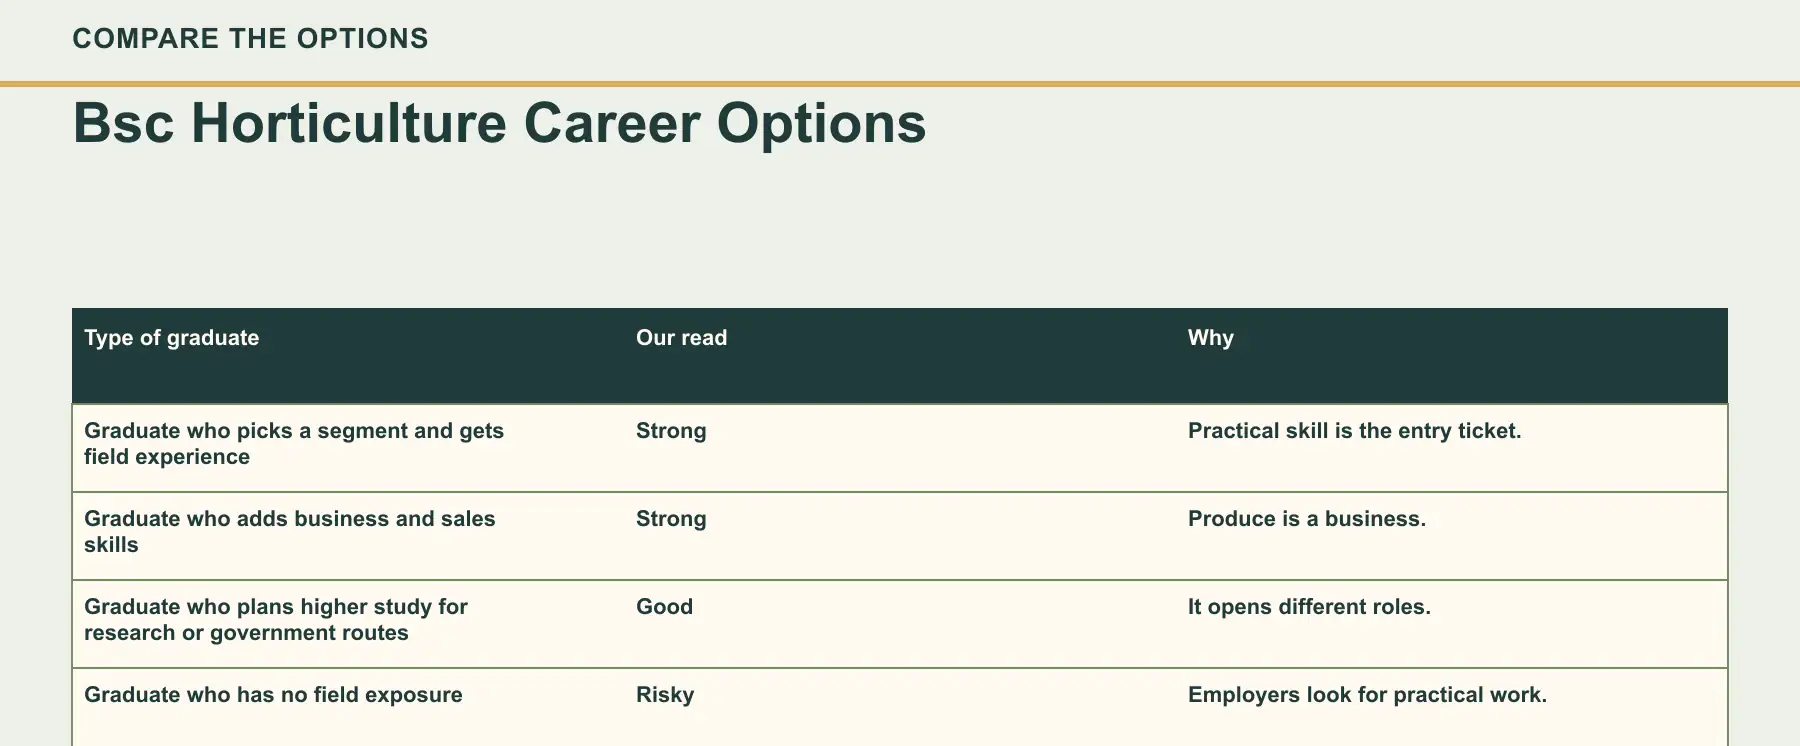 COMPARE THE OPTIONS
Bsc Horticulture Career Options
Type of graduate Our read Why
Graduate who picks a segment and gets Strong Practical skill is the entry ticket.
field experience
Graduate who adds business and sales Strong Produce is a business.
skills
Graduate who plans higher study for Good It opens different roles.
research or government routes
Graduate who has no field exposure Risky Employers look for practical work.